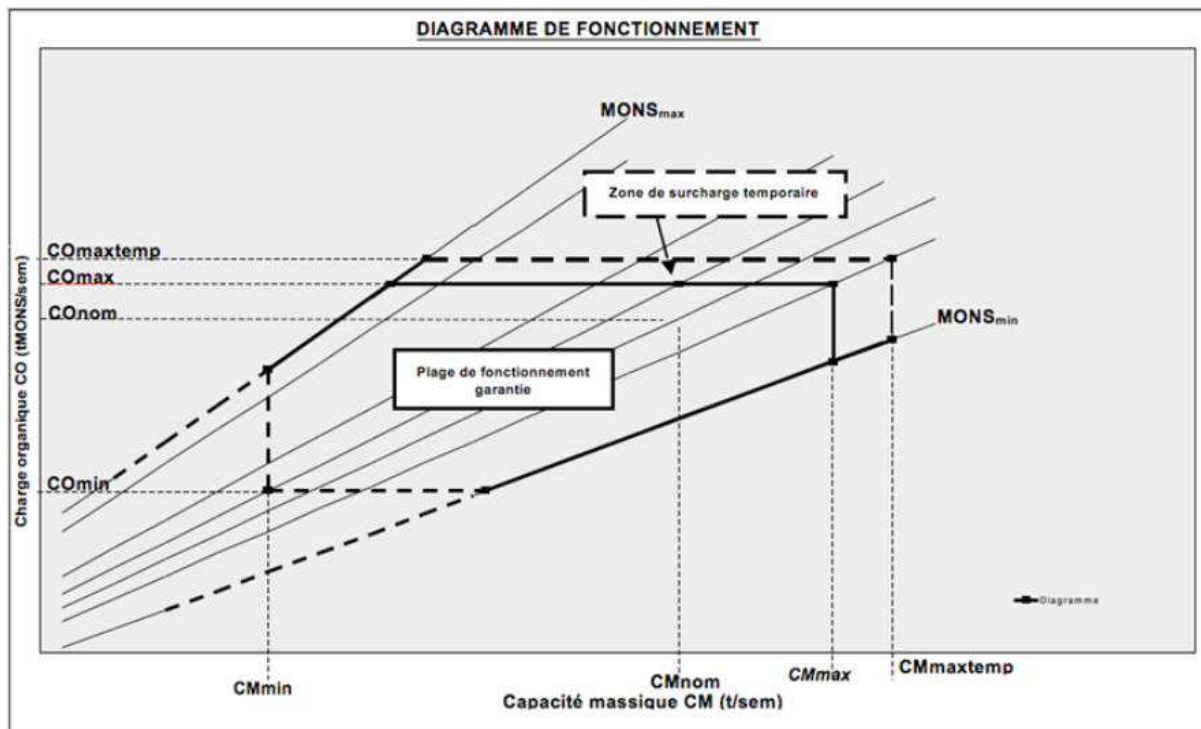 DIAGRAMME DE FONCTIONNEMENT
MONSmax
Zone de surcharge temporaire
COmaxtemp
COmax
COnom
MONSmin
Plage de fonctionnement
garantie
COmin
Charge organique CO (tMONS/sem)
Diagramme
CMmin
CMnom
CMmax
CMmaxtemp
Capacité massique CM (t/sem)